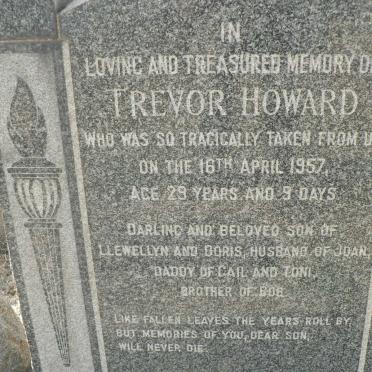 IN
LOVING AND TREASURED MEMORY O
TREVOR HOWARD
WHO WAS SO TRAGICALLY TAKEN FROM U
ON THE 16TH APRIL 1957,
AGE 29 YEARS AND 9 DAYS
DARLING AND BELOVED SON OF
LLEWELLYN AND DORIS, HUSBAND OF JOAN,
DADDY OF GAIL AND TONI,
BROTHER OF BOB
LIKE FALLEN LEAVES THE YEARS ROLL BY,
BUT MEMORIES OF YOU, DEAR SON,
WILL NEVER DIE.